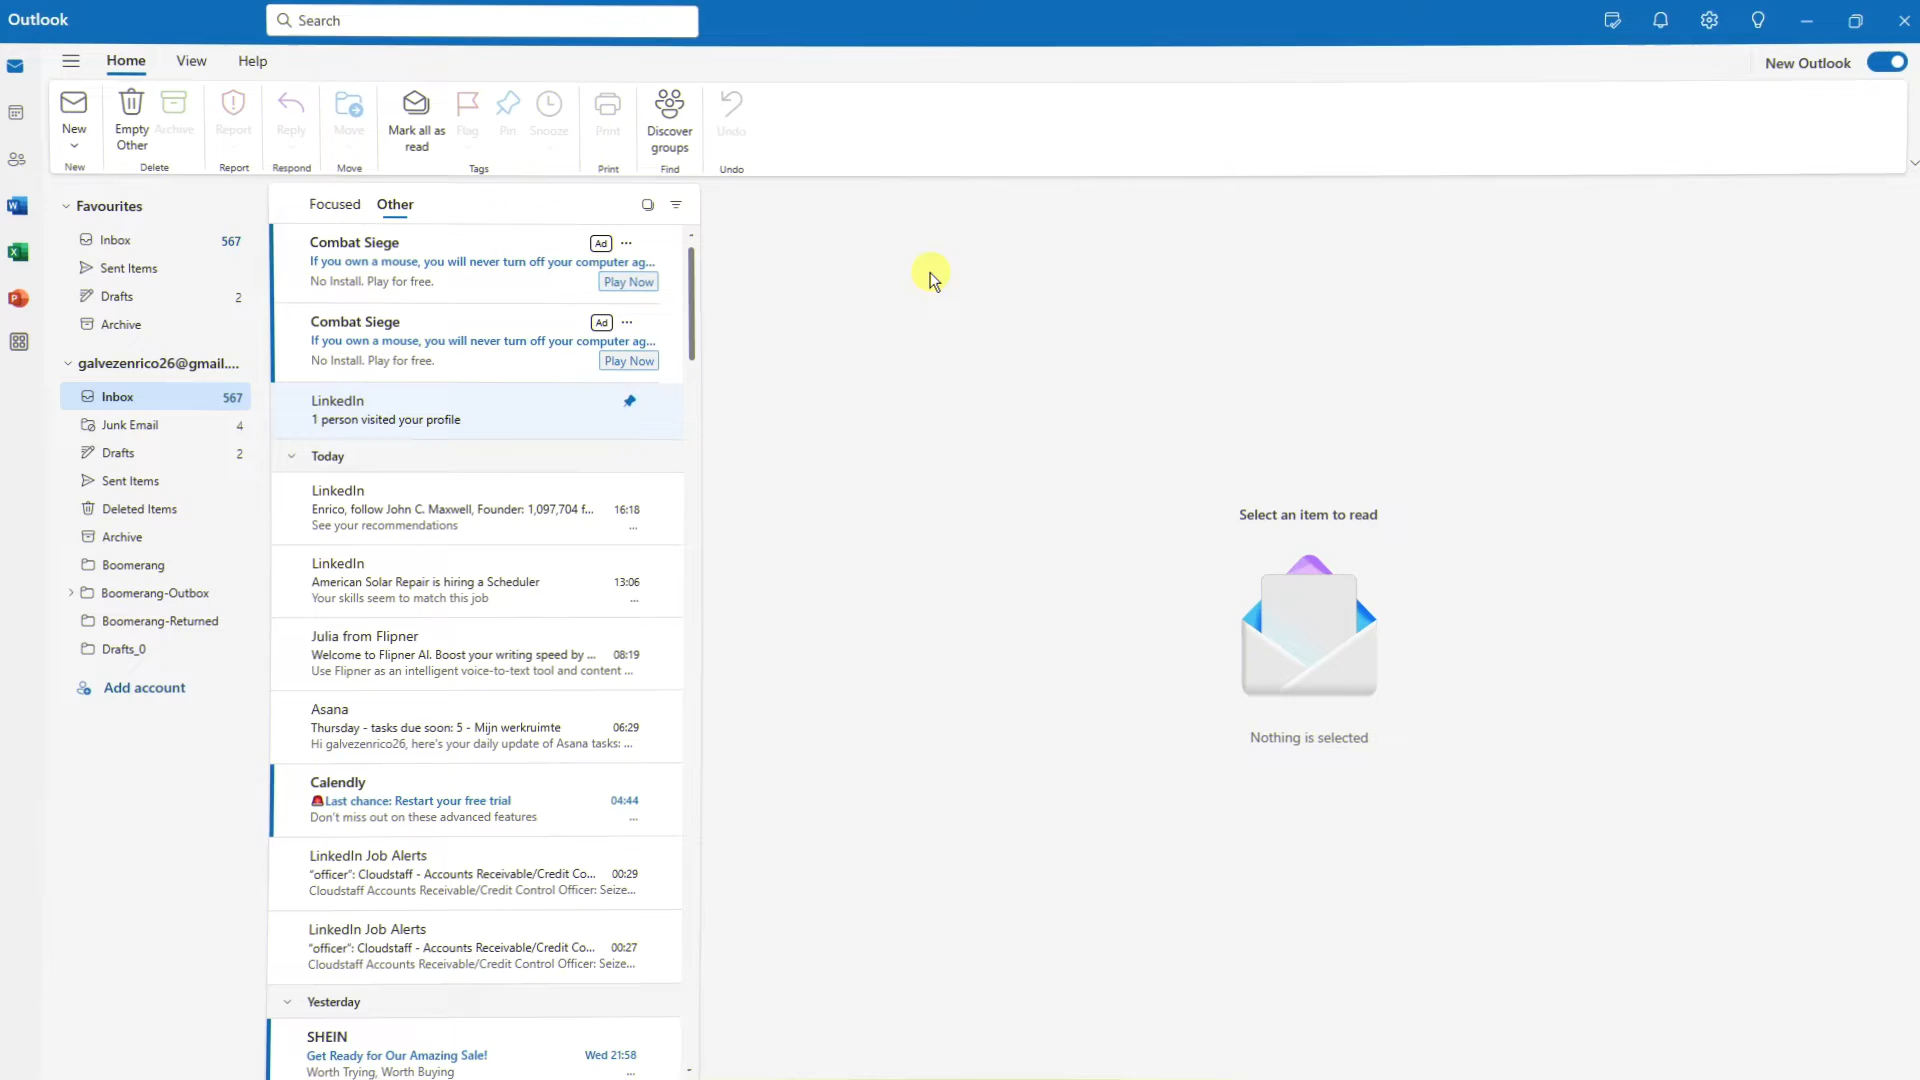 Outlook
Search
Home View Help
New Outlook
New
Empty Other
Archive
Report
Reply
Move
Mark all as read
Flag
Pin
Snooze
Print
Discover groups
Undo
New Delete Report Respond Move Tags Print Find Undo
Favourites
Inbox 567
Sent Items
Drafts 2
Archive
galvezenrico26@gmail....
Inbox 567
Junk Email 4
Drafts 2
Sent Items
Deleted Items
Archive
Boomerang
Boomerang-Outbox
Boomerang-Returned
Drafts_0
Add account
Focused Other
Combat Siege Ad ...
If you own a mouse, you will never turn off your computer ag...
No Install. Play for free. Play Now
Combat Siege Ad ...
If you own a mouse, you will never turn off your computer ag...
No Install. Play for free. Play Now
LinkedIn
1 person visited your profile
Today
LinkedIn
Enrico, follow John C. Maxwell, Founder: 1,097,704 f... 16:18
See your recommendations ...
LinkedIn
American Solar Repair is hiring a Scheduler 13:06
Your skills seem to match this job ...
Julia from Flipner
Welcome to Flipner AI. Boost your writing speed by ... 08:19
Use Flipner as an intelligent voice-to-text tool and content ...
Asana
Thursday - tasks due soon: 5 - Mijn werkruimte 06:29
Hi galvezenrico26, here's your daily update of Asana tasks: ...
Calendly
🚨Last chance: Restart your free trial 04:44
Don't miss out on these advanced features ...
LinkedIn Job Alerts
“officer”: Cloudstaff - Accounts Receivable/Credit Co... 00:29
Cloudstaff Accounts Receivable/Credit Control Officer: Seize...
LinkedIn Job Alerts
“officer”: Cloudstaff - Accounts Receivable/Credit Co... 00:27
Cloudstaff Accounts Receivable/Credit Control Officer: Seize...
Yesterday
SHEIN
Get Ready for Our Amazing Sale! Wed 21:58
Worth Trying, Worth Buying ...
Select an item to read
Nothing is selected